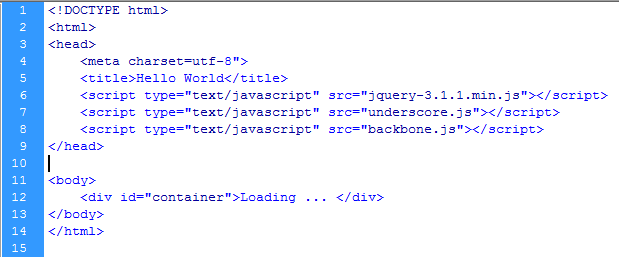 1 <!DOCTYPE html>
2 <html>
3 <head>
4     <meta charset=utf-8">
5     <title>Hello World</title>
6     <script type="text/javascript" src="jquery-3.1.1.min.js"></script>
7     <script type="text/javascript" src="underscore.js"></script>
8     <script type="text/javascript" src="backbone.js"></script>
9 </head>
10
11 <body>
12     <div id="container">Loading ... </div>
13 </body>
14 </html>
15